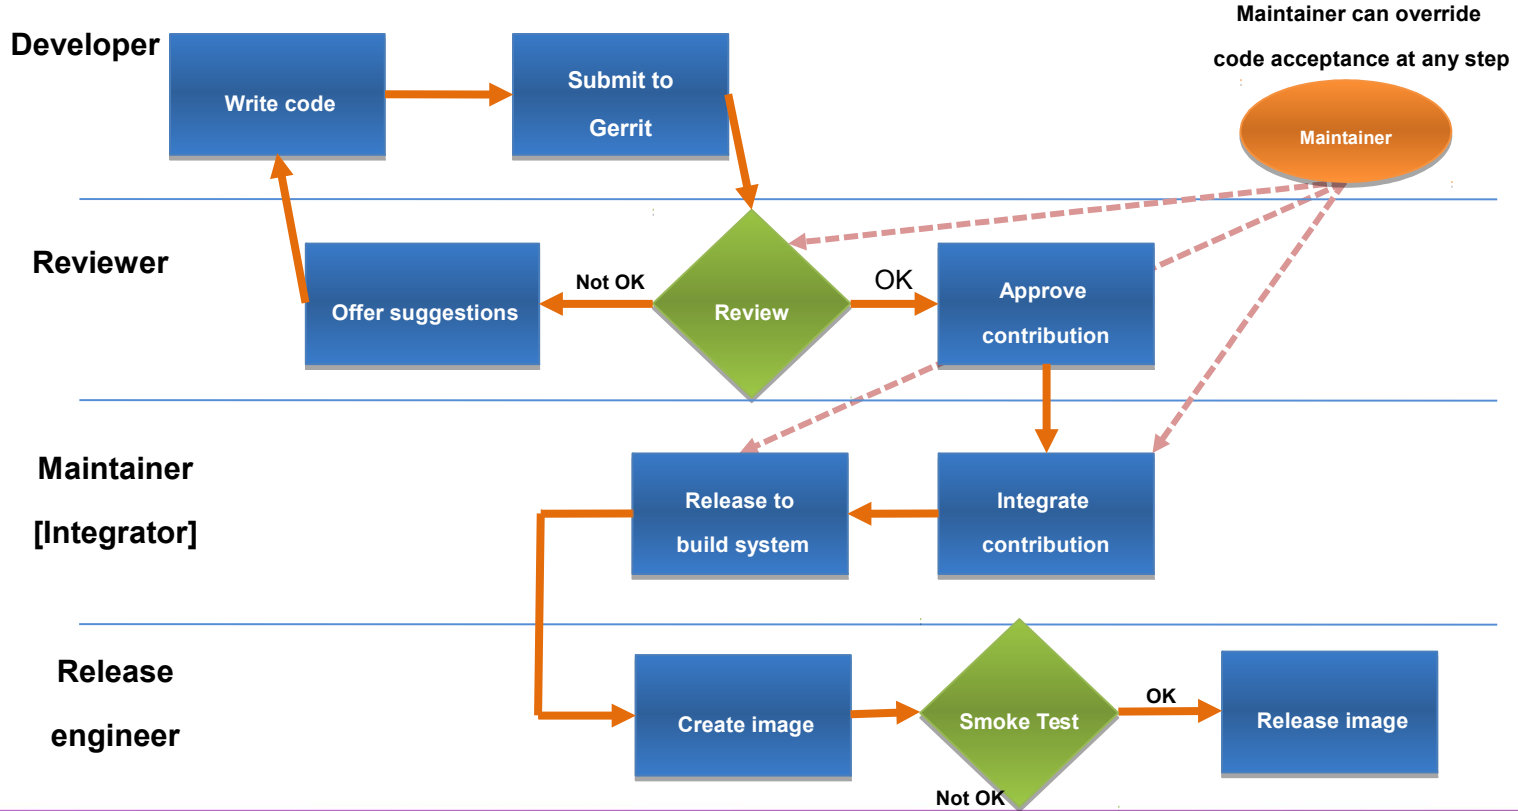 Maintainer can override
code acceptance at any step
Developer
Write code
Submit to
Gerrit
Maintainer
Reviewer
Offer suggestions
Not OK
Review
OK
Approve
contribution
Maintainer
[Integrator]
Release to
build system
Integrate
contribution
Release
engineer
Create image
Smoke Test
OK
Release image
Not OK